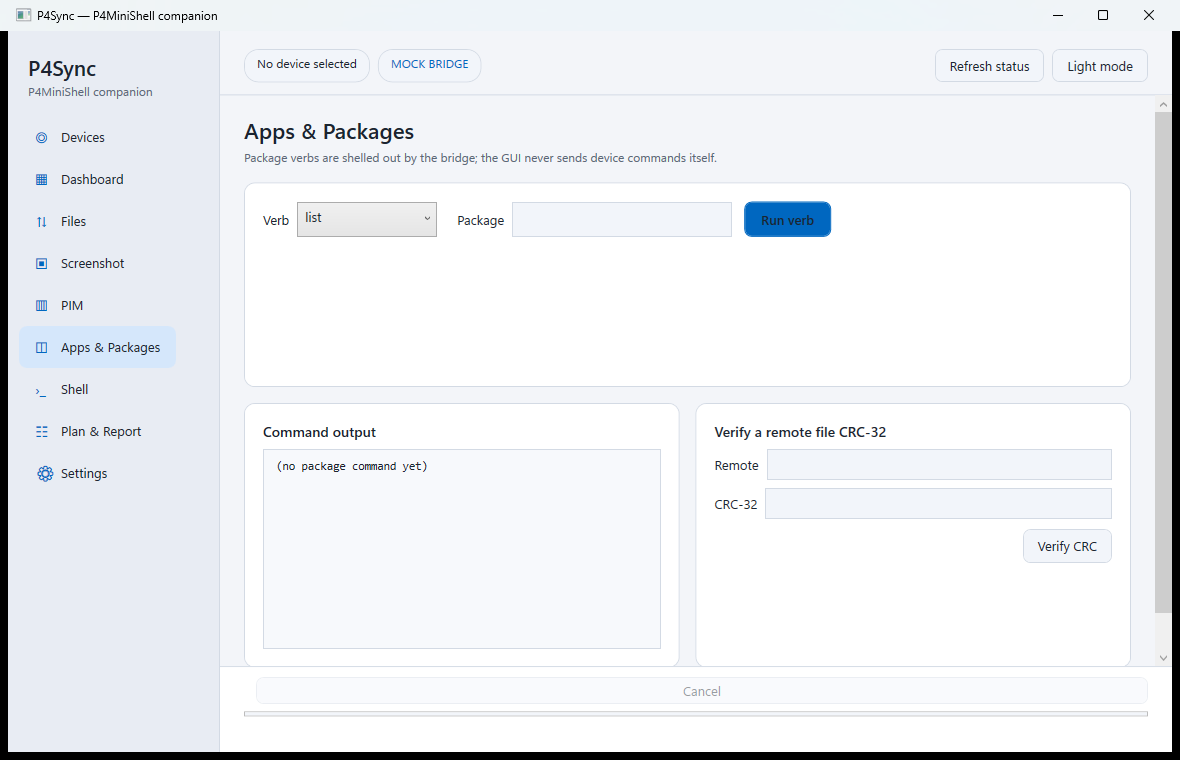 P4Sync — P4MiniShell companion
P4Sync
P4MiniShell companion
Devices
Dashboard
Files
Screenshot
PIM
Apps & Packages
Shell
Plan & Report
Settings
No device selected
MOCK BRIDGE
Refresh status
Light mode
Apps & Packages
Package verbs are shelled out by the bridge; the GUI never sends device commands itself.
Verb
list
Package
Run verb
Command output
(no package command yet)
Verify a remote file CRC-32
Remote
CRC-32
Verify CRC
Cancel